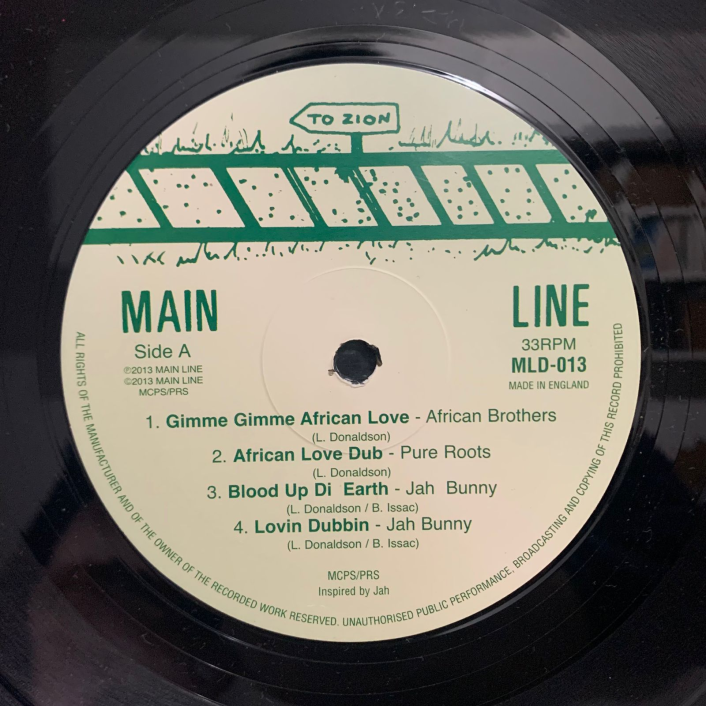 TO ZION
MAIN LINE
Side A
℗2013 MAIN LINE
©2013 MAIN LINE
MCPS/PRS
33RPM
MLD-013
MADE IN ENGLAND
1. Gimme Gimme African Love - African Brothers
(L. Donaldson)
2. African Love Dub - Pure Roots
(L. Donaldson)
3. Blood Up Di Earth - Jah Bunny
(L. Donaldson / B. Issac)
4. Lovin Dubbin - Jah Bunny
(L. Donaldson / B. Issac)
MCPS/PRS
Inspired by Jah
ALL RIGHTS OF THE MANUFACTURER AND OF THE OWNER OF THE RECORDED WORK RESERVED. UNAUTHORISED PUBLIC PERFORMANCE, BROADCASTING AND COPYING OF THIS RECORD PROHIBITED